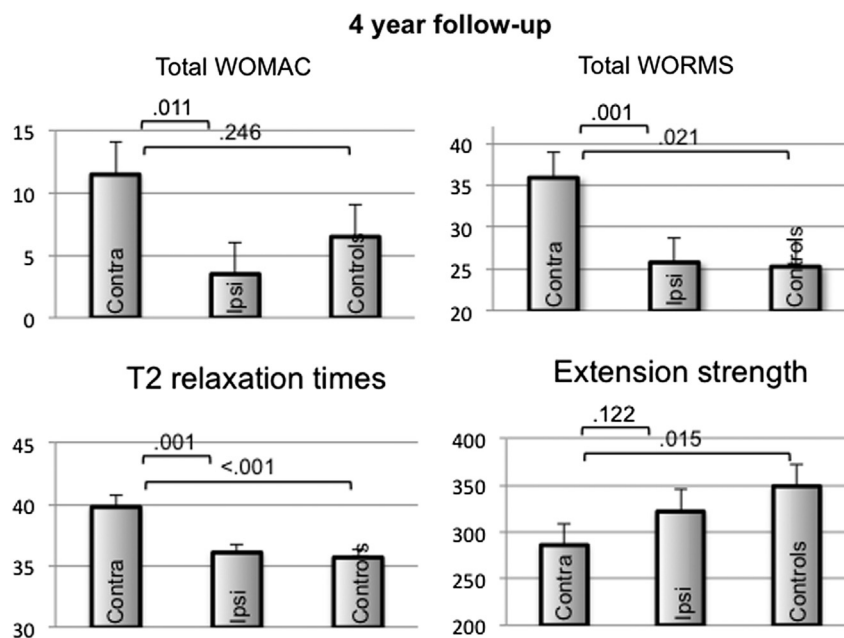 4 year follow-up
Total WOMAC
.011
.246
15
10
5
0
Contra
Ipsi
Controls
Total WORMS
.001
.021
40
35
30
25
20
Contra
Ipsi
Controls
T2 relaxation times
.001
<.001
45
40
35
30
Contra
Ipsi
Controls
Extension strength
.122
.015
400
350
300
250
200
Contra
Ipsi
Controls